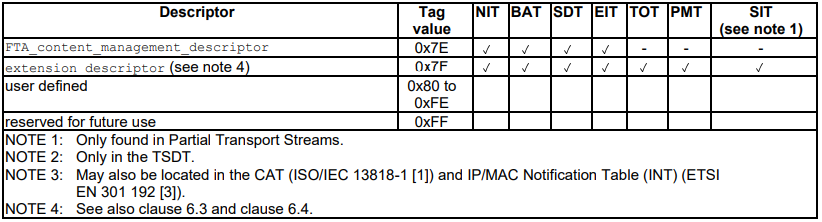 Descriptor Tag value NIT BAT SDT EIT TOT PMT SIT (see note 1)
FTA_content_management_descriptor 0x7E ✓ ✓ ✓ ✓ - - -
extension descriptor (see note 4) 0x7F ✓ ✓ ✓ ✓ ✓ ✓ ✓
user defined 0x80 to 0xFE
reserved for future use 0xFF
NOTE 1: Only found in Partial Transport Streams.
NOTE 2: Only in the TSDT.
NOTE 3: May also be located in the CAT (ISO/IEC 13818-1 [1]) and IP/MAC Notification Table (INT) (ETSI
EN 301 192 [3]).
NOTE 4: See also clause 6.3 and clause 6.4.